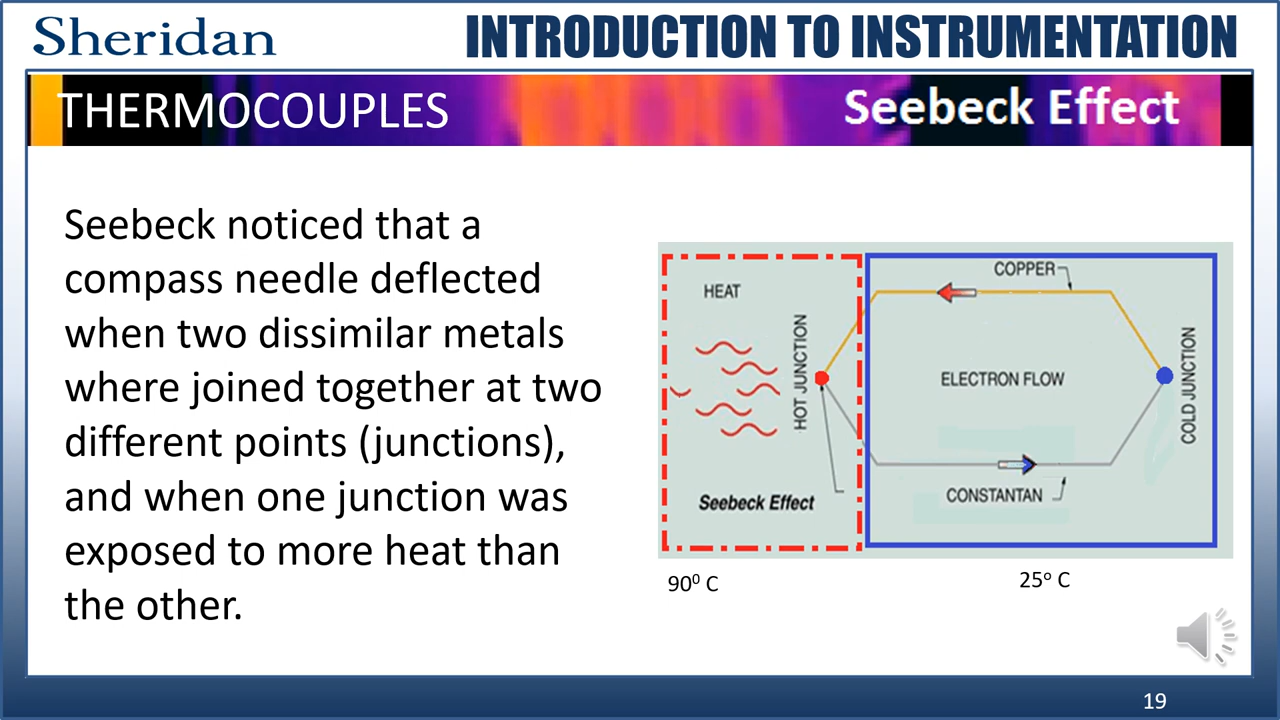 Sheridan
INTRODUCTION TO INSTRUMENTATION
THERMOCOUPLES
Seebeck Effect
Seebeck noticed that a
compass needle deflected
when two dissimilar metals
where joined together at two
different points (junctions),
and when one junction was
exposed to more heat than
the other.
HEAT
HOT JUNCTION
Seebeck Effect
COPPER
ELECTRON FLOW
CONSTANTAN
COLD JUNCTION
90⁰ C
25ᵒ C
19